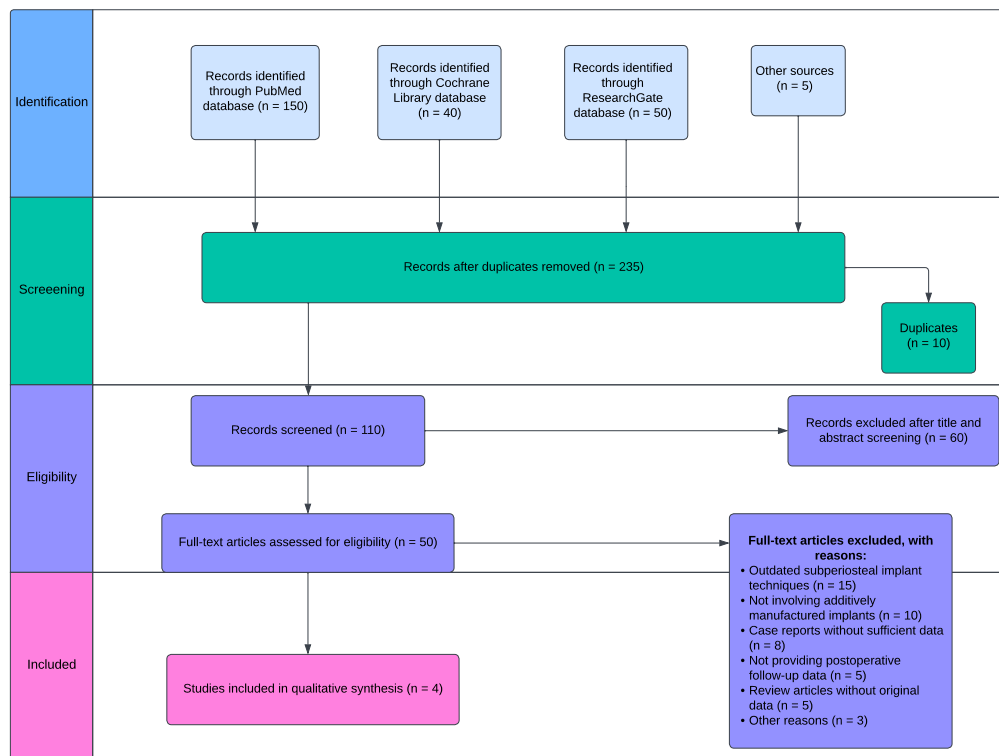 Identification
Records identified
through PubMed
database (n = 150)
Records identified
through Cochrane
Library database
(n = 40)
Records identified
through
ResearchGate
database (n = 50)
Other sources
(n = 5)
Screeening
Records after duplicates removed (n = 235)
Duplicates
(n = 10)
Eligibility
Records screened (n = 110)
Records excluded after title and
abstract screening (n = 60)
Full-text articles assessed for eligibility (n = 50)
Full-text articles excluded, with
reasons:
• Outdated subperiosteal implant
techniques (n = 15)
• Not involving additively
manufactured implants (n = 10)
• Case reports without sufficient data
(n = 8)
• Not providing postoperative
follow-up data (n = 5)
• Review articles without original
data (n = 5)
• Other reasons (n = 3)
Included
Studies included in qualitative synthesis (n = 4)